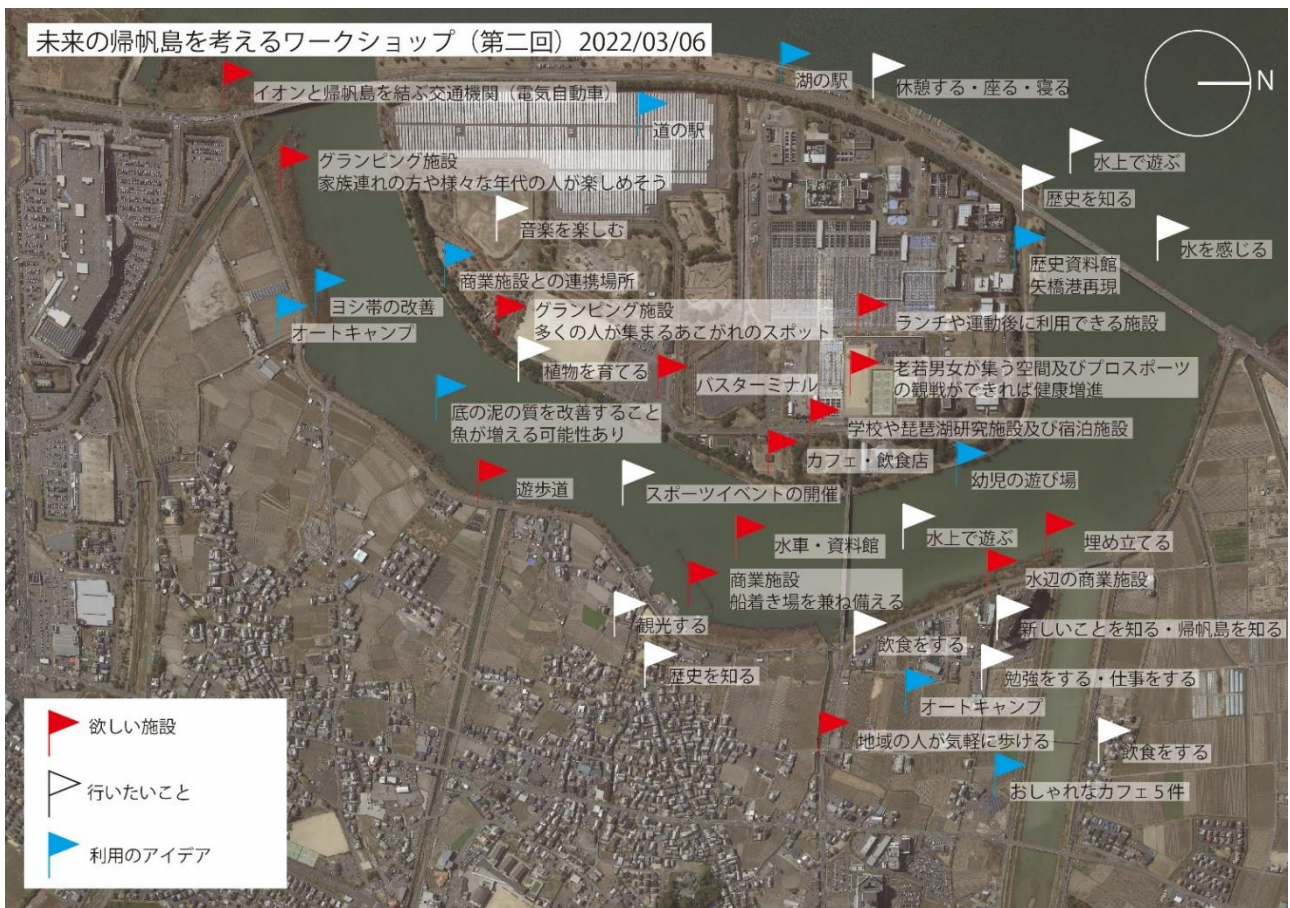 未来の帰帆島を考えるワークショップ（第二回）2022/03/06
N
湖の駅
休憩する・座る・寝る
イオンと帰帆島を結ぶ交通機関（電気自動車）
道の駅
水上で遊ぶ
グランピング施設
家族連れの方や様々な年代の人が楽しめそう
歴史を知る
音楽を楽しむ
水を感じる
歴史資料館
矢橋港再現
商業施設との連携場所
ヨシ帯の改善
オートキャンプ
グランピング施設
多くの人が集まるあこがれのスポット
ランチや運動後に利用できる施設
植物を育てる
バスターミナル
老若男女が集う空間及びプロスポーツ
の観戦ができれば健康増進
底の泥の質を改善すること
魚が増える可能性あり
学校や琵琶湖研究施設及び宿泊施設
カフェ・飲食店
幼児の遊び場
遊歩道
スポーツイベントの開催
水車・資料館
水上で遊ぶ
埋め立てる
商業施設
船着き場を兼ね備える
水辺の商業施設
観光する
飲食をする
新しいことを知る・帰帆島を知る
歴史を知る
勉強をする・仕事をする
オートキャンプ
地域の人が気軽に歩ける
飲食をする
おしゃれなカフェ５件
欲しい施設
行いたいこと
利用のアイデア